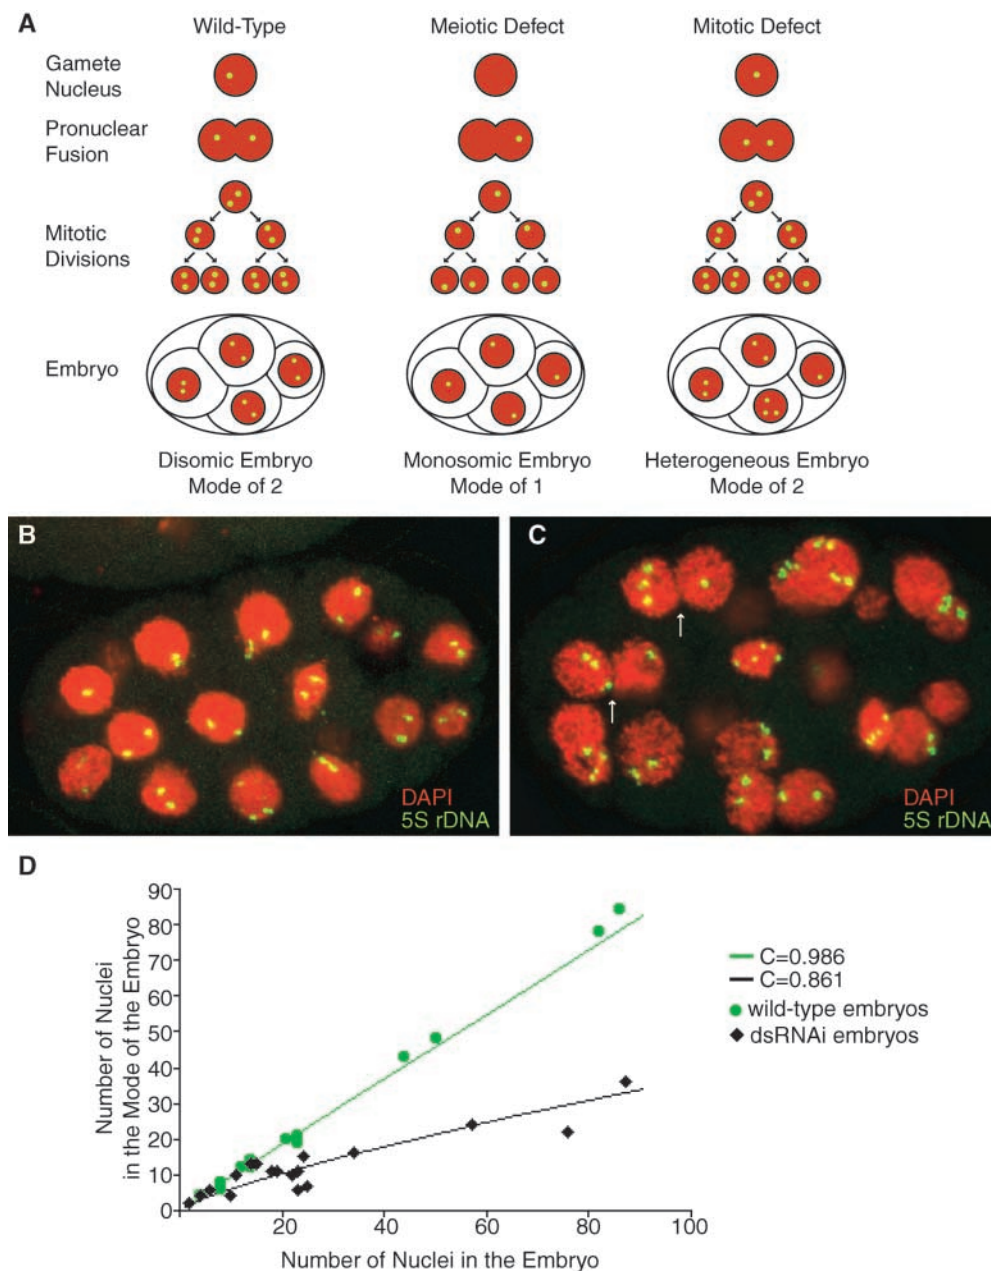 A
Wild-Type
Meiotic Defect
Mitotic Defect
Gamete
Nucleus
Pronuclear
Fusion
Mitotic
Divisions
Embryo
Disomic Embryo
Mode of 2
Monosomic Embryo
Mode of 1
Heterogeneous Embryo
Mode of 2
B
DAPI
5S rDNA
C
DAPI
5S rDNA
D
Number of Nuclei
in the Mode of the Embryo
90
80
70
60
50
40
30
20
10
0
20
40
60
80
100
Number of Nuclei in the Embryo
C=0.986
C=0.861
wild-type embryos
dsRNAi embryos